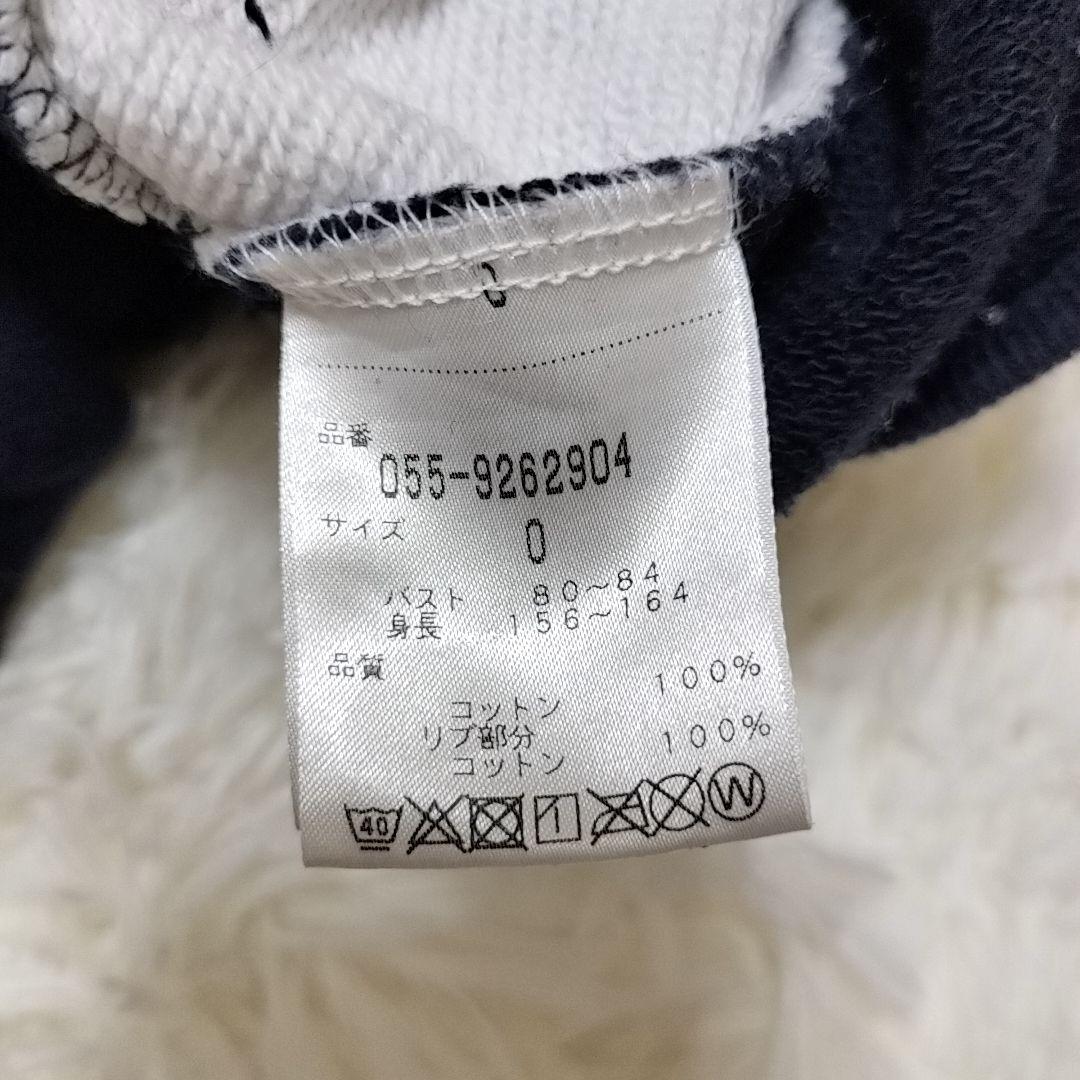 品番
055-9262904
サイズ
0
バスト 80～84
身長 156～164
品質
コットン 100%
リブ部分
コットン 100%
40
W